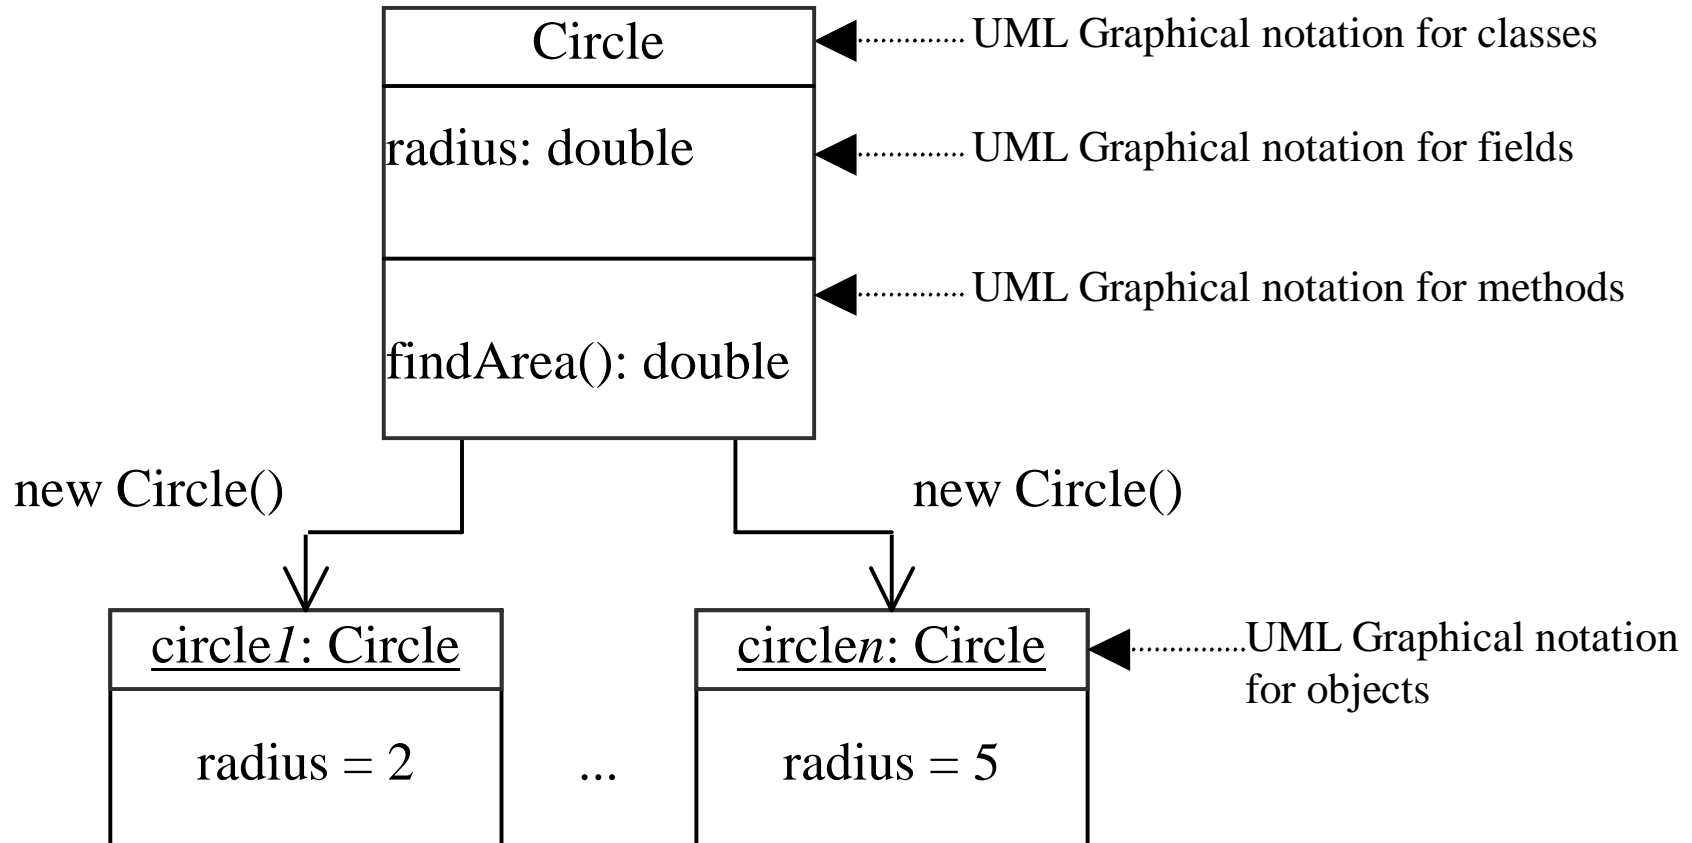 Circle
UML Graphical notation for classes
radius: double
UML Graphical notation for fields
UML Graphical notation for methods
findArea(): double
new Circle()
new Circle()
circle1: Circle
circlen: Circle
UML Graphical notation
for objects
radius = 2
...
radius = 5